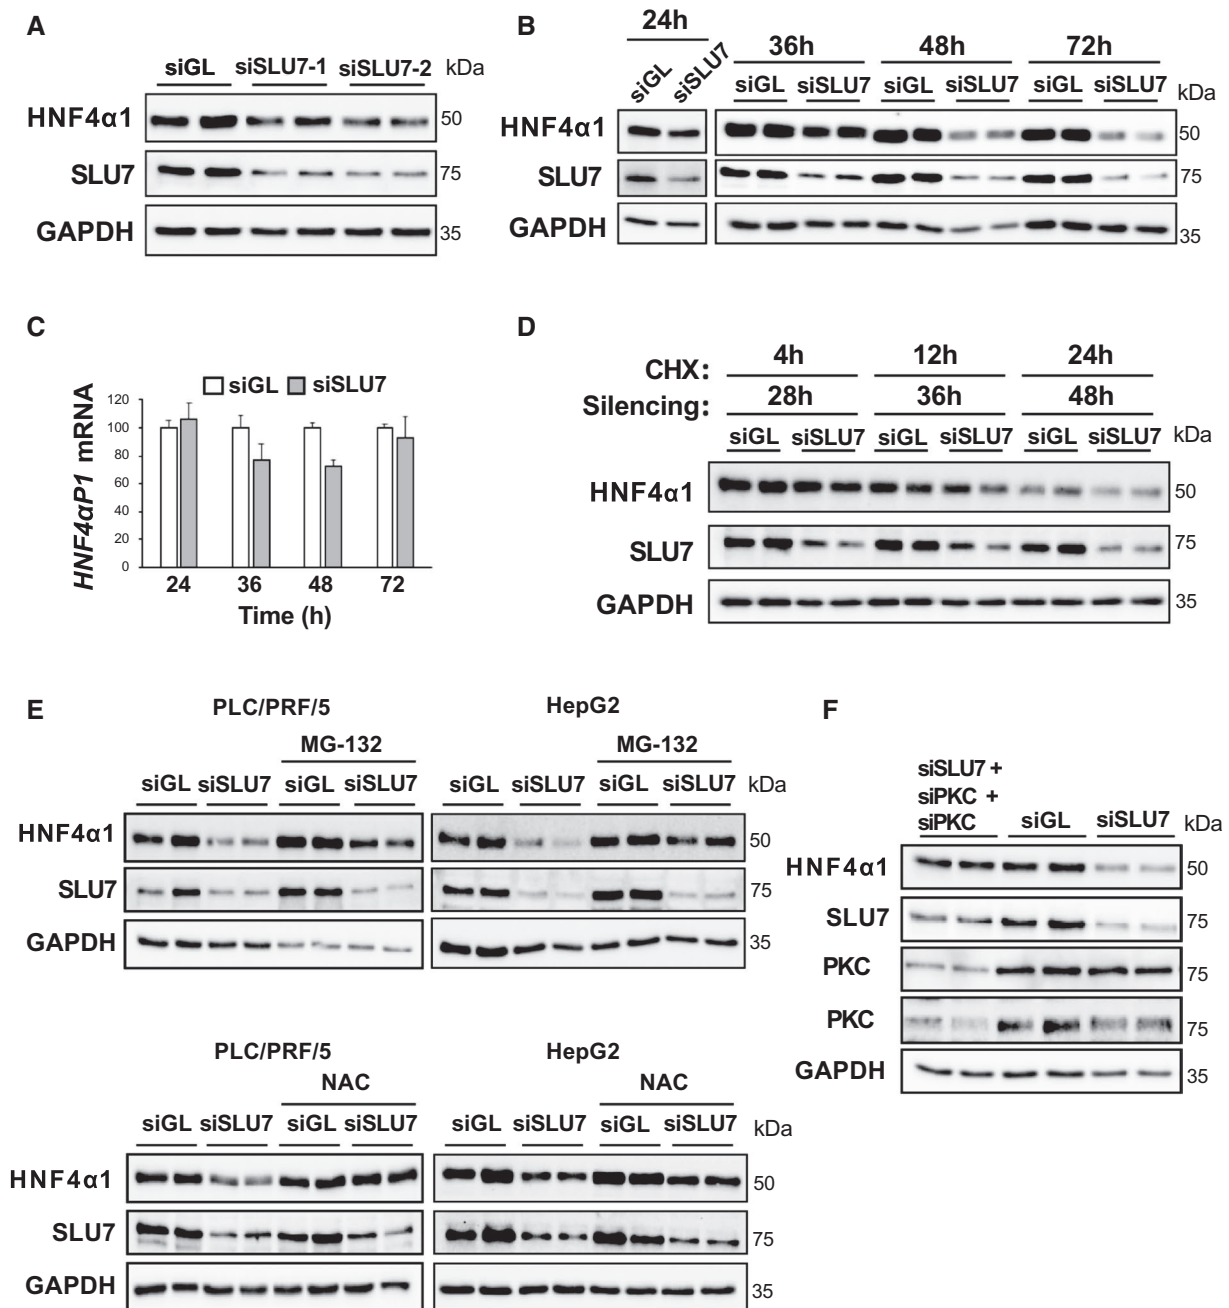 A
siGL siSLU7-1 siSLU7-2 kDa
HNF4α1 50
SLU7 75
GAPDH 35
B
24h 36h 48h 72h
siGL siSLU7 siGL siSLU7 siGL siSLU7 siGL siSLU7 kDa
HNF4α1 50
SLU7 75
GAPDH 35
C
siGL siSLU7
HNF4αP1 mRNA
120
100
80
60
40
20
0
24 36 48 72
Time (h)
D
CHX: 4h 12h 24h
Silencing: 28h 36h 48h
siGL siSLU7 siGL siSLU7 siGL siSLU7 kDa
HNF4α1 50
SLU7 75
GAPDH 35
E
PLC/PRF/5 HepG2
MG-132 MG-132
siGL siSLU7 siGL siSLU7 siGL siSLU7 siGL siSLU7 kDa
HNF4α1 50
SLU7 75
GAPDH 35
PLC/PRF/5 HepG2
NAC NAC
siGL siSLU7 siGL siSLU7 siGL siSLU7 siGL siSLU7 kDa
HNF4α1 50
SLU7 75
GAPDH 35
F
siSLU7 +
siPKC +
siPKC siGL siSLU7 kDa
HNF4α1 50
SLU7 75
PKC 75
PKC 75
GAPDH 35